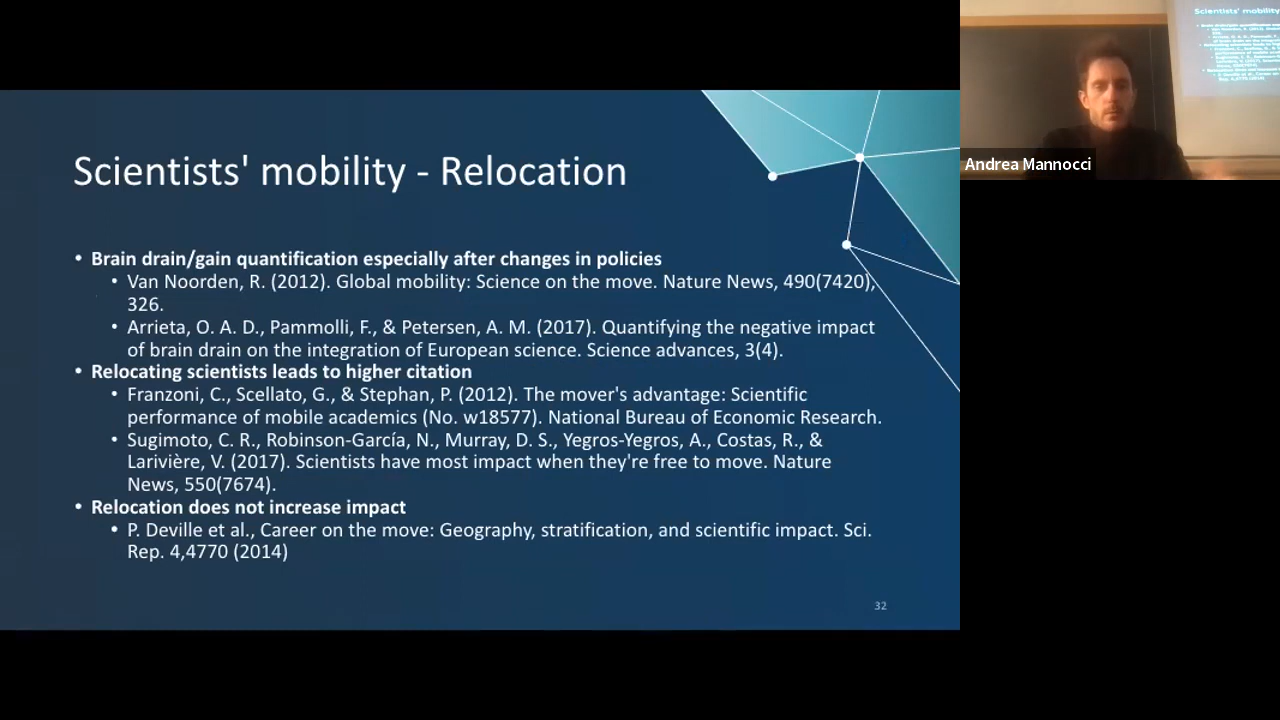 Scientists' mobility - Relocation
• Brain drain/gain quantification especially after changes in policies
• Van Noorden, R. (2012). Global mobility: Science on the move. Nature News, 490(7420),
326.
• Arrieta, O. A. D., Pammolli, F., & Petersen, A. M. (2017). Quantifying the negative impact
of brain drain on the integration of European science. Science advances, 3(4).
• Relocating scientists leads to higher citation
• Franzoni, C., Scellato, G., & Stephan, P. (2012). The mover's advantage: Scientific
performance of mobile academics (No. w18577). National Bureau of Economic Research.
• Sugimoto, C. R., Robinson-García, N., Murray, D. S., Yegros-Yegros, A., Costas, R., &
Larivière, V. (2017). Scientists have most impact when they're free to move. Nature
News, 550(7674).
• Relocation does not increase impact
• P. Deville et al., Career on the move: Geography, stratification, and scientific impact. Sci.
Rep. 4,4770 (2014)
32
Scientists' mobility
Andrea Mannocci